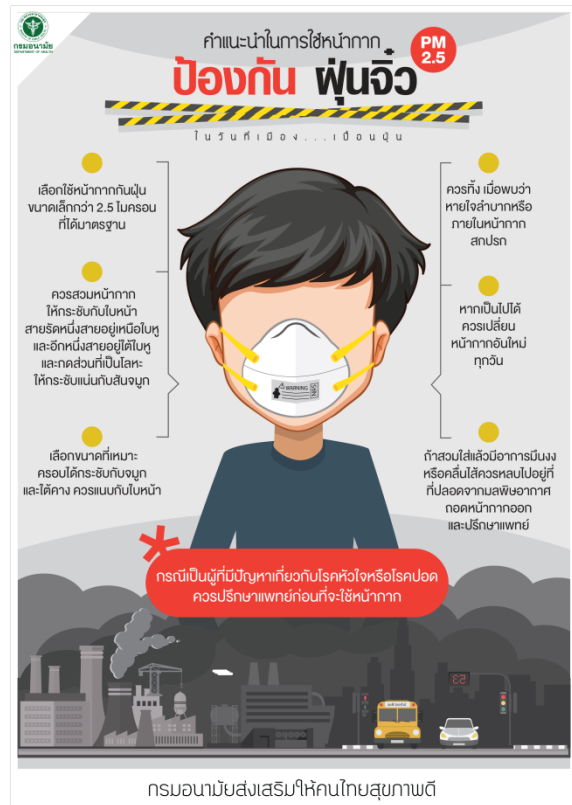 กรมอนามัย
DEPARTMENT OF HEALTH
คำแนะนำในการใช้หน้ากาก
PM
2.5
ป้องกัน ฝุ่นจิ๋ว
ในวันที่เมือง...เปื้อนฝุ่น
เลือกใช้หน้ากากกันฝุ่น
ขนาดเล็กกว่า 2.5 ไมครอน
ที่ได้มาตรฐาน
ควรสวมหน้ากาก
ให้กระชับกับใบหน้า
สายรัดหนึ่งสายอยู่เหนือใบหู
และอีกหนึ่งสายอยู่ใต้ใบหู
และกดส่วนที่เป็นโลหะ
ให้กระชับแน่นกับสันจมูก
เลือกขนาดที่เหมาะ
ครอบได้กระชับกับจมูก
และใต้คาง ควรแนบกับใบหน้า
ควรทิ้ง เมื่อพบว่า
หายใจลำบากหรือ
ภายในหน้ากาก
สกปรก
หากเป็นไปได้
ควรเปลี่ยน
หน้ากากอันใหม่
ทุกวัน
ถ้าสวมใส่แล้วมีอาการมึนงง
หรือคลื่นไส้ควรหลบไปอยู่ที่
ที่ปลอดจากมลพิษอากาศ
ถอดหน้ากากออก
และปรึกษาแพทย์
WARNING
*
กรณีเป็นผู้ที่มีปัญหาเกี่ยวกับโรคหัวใจหรือโรคปอด
ควรปรึกษาแพทย์ก่อนที่จะใช้หน้ากาก
กรมอนามัยส่งเสริมให้คนไทยสุขภาพดี